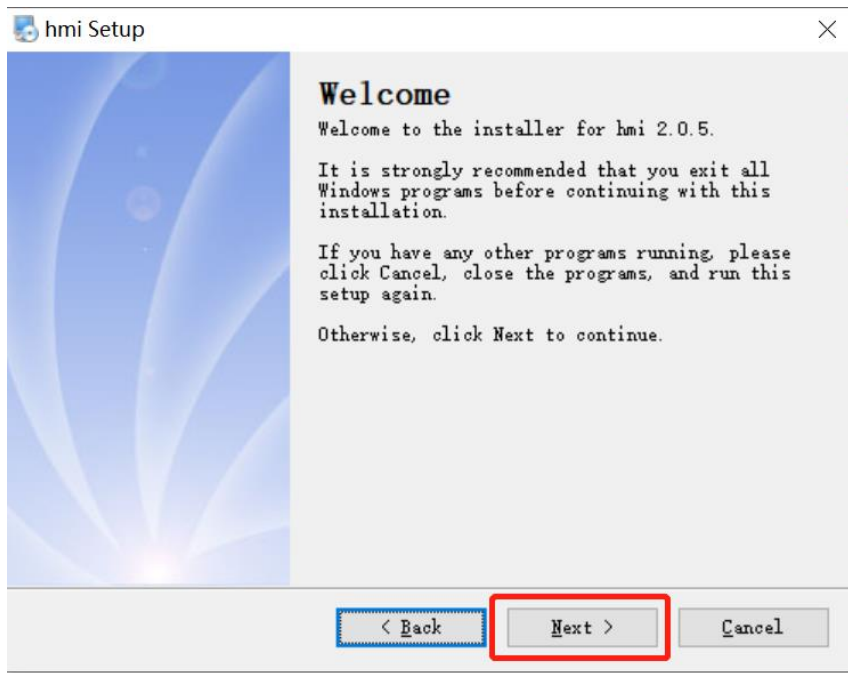 hmi Setup
Welcome
Welcome to the installer for hmi 2.0.5.
It is strongly recommended that you exit all
Windows programs before continuing with this
installation.
If you have any other programs running, please
click Cancel, close the programs, and run this
setup again.
Otherwise, click Next to continue.
< Back
Next >
Cancel